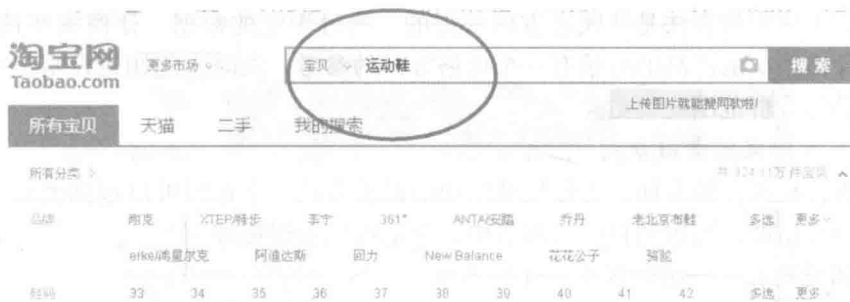 淘宝网 更多市场 宝贝 运动鞋 搜索
Taobao.com
上传图片就能搜同款啦!
所有宝贝 天猫 二手 我的搜索
所有分类 > 件宝贝
品牌 耐克 XTEP/特步 李宁 361° ANTA/安踏 乔丹 老北京布鞋 多选 更多
erke/鸿星尔克 阿迪达斯 回力 New Balance 花花公子 骆驼
鞋码 33 34 35 36 37 38 39 40 41 42 多选 更多